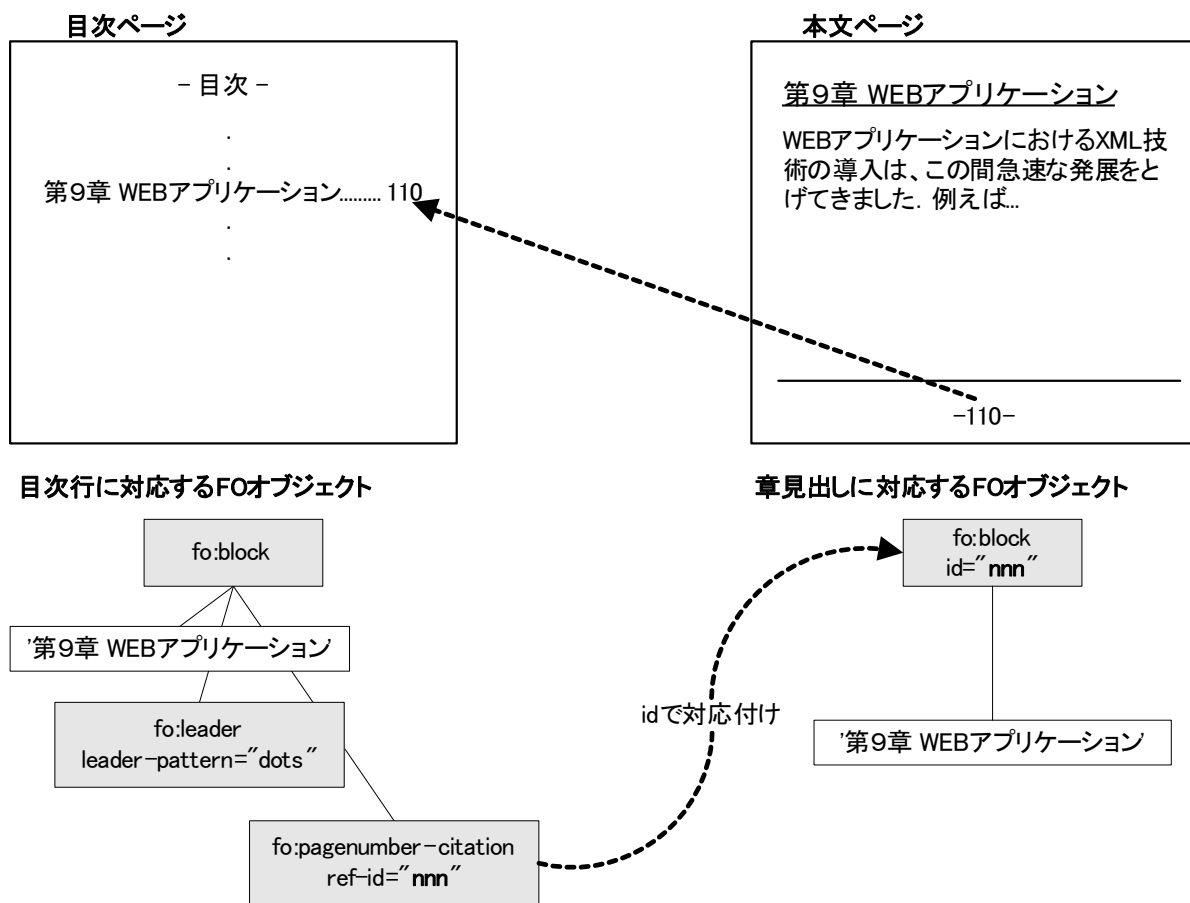 目次ページ
- 目次 -
.
.
第9章 WEBアプリケーション......... 110
.
.
本文ページ
第9章 WEBアプリケーション
WEBアプリケーションにおけるXML技
術の導入は、この間急速な発展をと
げてきました. 例えば...
-110-
目次行に対応するFOオブジェクト
fo:block
'第9章 WEBアプリケーション'
fo:leader
leader-pattern="dots"
fo:pagenumber-citation
ref-id="nnn"
idで対応付け
章見出しに対応するFOオブジェクト
fo:block
id="nnn"
'第9章 WEBアプリケーション'